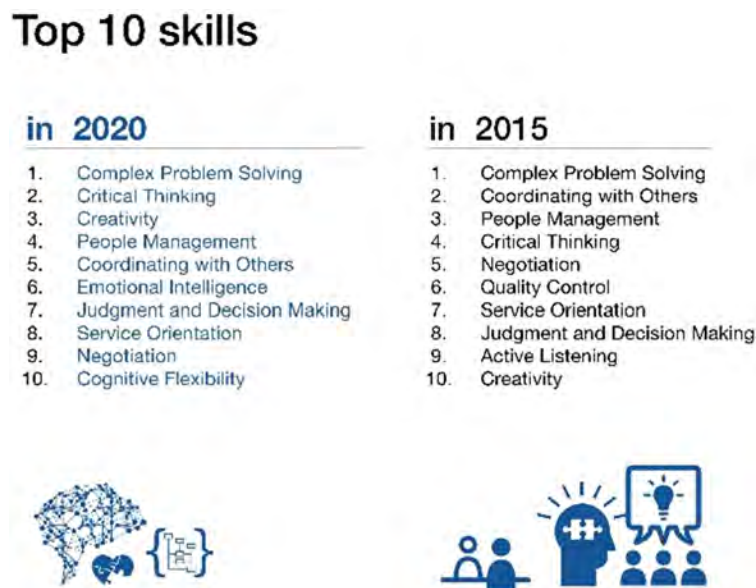 Top 10 skills
in 2020
1. Complex Problem Solving
2. Critical Thinking
3. Creativity
4. People Management
5. Coordinating with Others
6. Emotional Intelligence
7. Judgment and Decision Making
8. Service Orientation
9. Negotiation
10. Cognitive Flexibility
in 2015
1. Complex Problem Solving
2. Coordinating with Others
3. People Management
4. Critical Thinking
5. Negotiation
6. Quality Control
7. Service Orientation
8. Judgment and Decision Making
9. Active Listening
10. Creativity